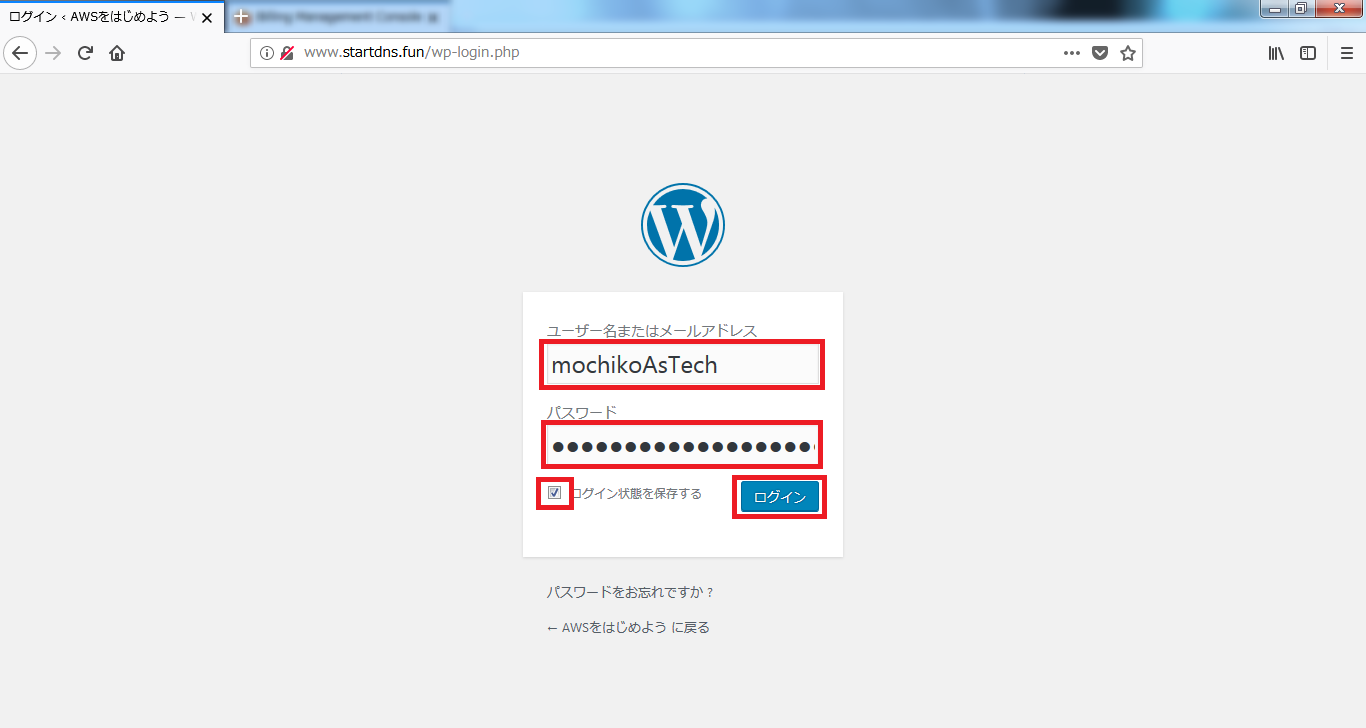 ログイン ‹ AWSをはじめよう —
Billing Management Console
www.startdns.fun/wp-login.php
ユーザー名またはメールアドレス
mochikoAsTech
パスワード
ログイン状態を保存する
ログイン
パスワードをお忘れですか ?
← AWSをはじめよう に戻る